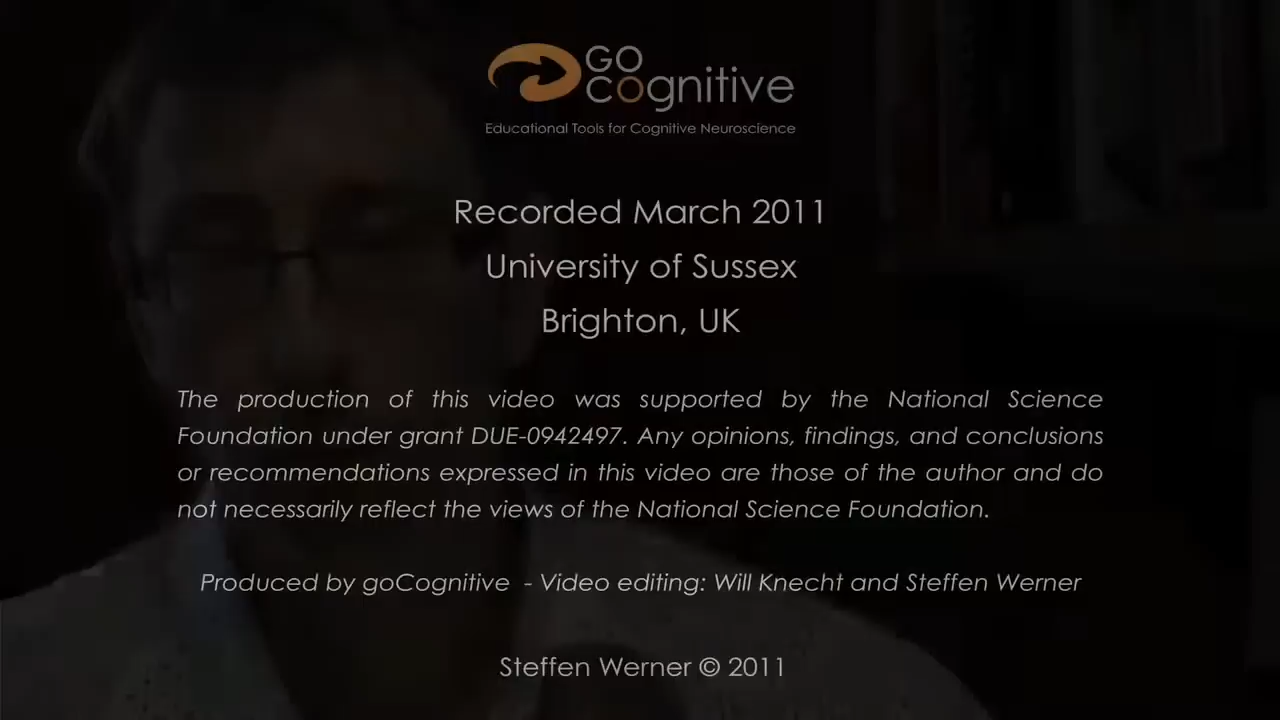 GO
cognitive
Educational Tools for Cognitive Neuroscience
Recorded March 2011
University of Sussex
Brighton, UK
The production of this video was supported by the National Science
Foundation under grant DUE-0942497. Any opinions, findings, and conclusions
or recommendations expressed in this video are those of the author and do
not necessarily reflect the views of the National Science Foundation.
Produced by goCognitive - Video editing: Will Knecht and Steffen Werner
Steffen Werner © 2011